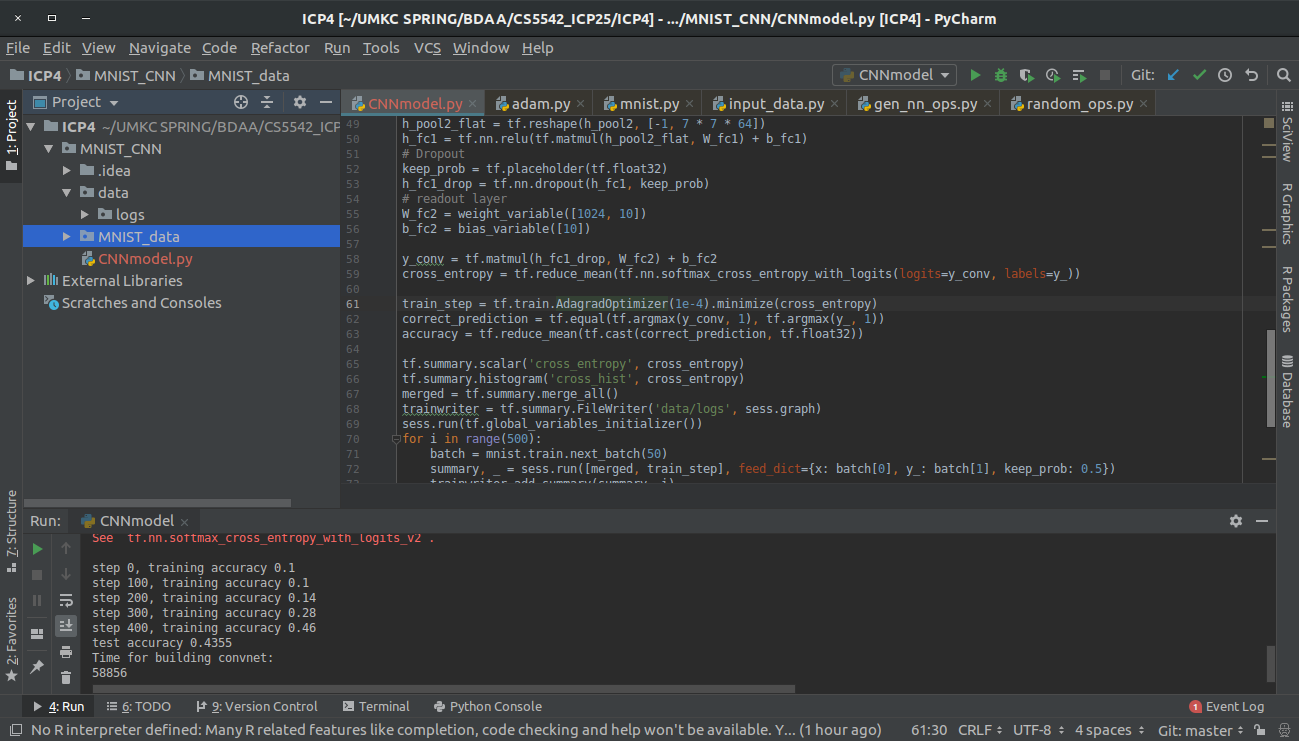 ICP4 [~/UMKC SPRING/BDAA/CS5542_ICP25/ICP4] - .../MNIST_CNN/CNNmodel.py [ICP4] - PyCharm
File Edit View Navigate Code Refactor Run Tools VCS Window Help
ICP4 MNIST_CNN MNIST_data CNNmodel Git:
Project
CNNmodel.py adam.py mnist.py input_data.py gen_nn_ops.py random_ops.py
1: Project
ICP4 ~/UMKC SPRING/BDAA/CS5542_ICP
MNIST_CNN
.idea
data
logs
MNIST_data
CNNmodel.py
External Libraries
Scratches and Consoles
49 h_pool2_flat = tf.reshape(h_pool2, [-1, 7 * 7 * 64])
50 h_fc1 = tf.nn.relu(tf.matmul(h_pool2_flat, W_fc1) + b_fc1)
51 # Dropout
52 keep_prob = tf.placeholder(tf.float32)
53 h_fc1_drop = tf.nn.dropout(h_fc1, keep_prob)
54 # readout layer
55 W_fc2 = weight_variable([1024, 10])
56 b_fc2 = bias_variable([10])
57
58 y_conv = tf.matmul(h_fc1_drop, W_fc2) + b_fc2
59 cross_entropy = tf.reduce_mean(tf.nn.softmax_cross_entropy_with_logits(logits=y_conv, labels=y_))
60
61 train_step = tf.train.AdagradOptimizer(1e-4).minimize(cross_entropy)
62 correct_prediction = tf.equal(tf.argmax(y_conv, 1), tf.argmax(y_, 1))
63 accuracy = tf.reduce_mean(tf.cast(correct_prediction, tf.float32))
64
65 tf.summary.scalar('cross_entropy', cross_entropy)
66 tf.summary.histogram('cross_hist', cross_entropy)
67 merged = tf.summary.merge_all()
68 trainwriter = tf.summary.FileWriter('data/logs', sess.graph)
69 sess.run(tf.global_variables_initializer())
70 for i in range(500):
71 batch = mnist.train.next_batch(50)
72 summary, _ = sess.run([merged, train_step], feed_dict={x: batch[0], y_: batch[1], keep_prob: 0.5})
trainwriter.add_summary(summary, i)
SciView
R Graphics
R Packages
Database
7: Structure
2: Favorites
Run: CNNmodel
See `tf.nn.softmax_cross_entropy_with_logits_v2`.
step 0, training accuracy 0.1
step 100, training accuracy 0.1
step 200, training accuracy 0.14
step 300, training accuracy 0.28
step 400, training accuracy 0.46
test accuracy 0.4355
Time for building convnet:
58856
4: Run 6: TODO 9: Version Control Terminal Python Console 1 Event Log
No R interpreter defined: Many R related features like completion, code checking and help won't be available. Y... (1 hour ago) 61:30 CRLF UTF-8 4 spaces Git: master